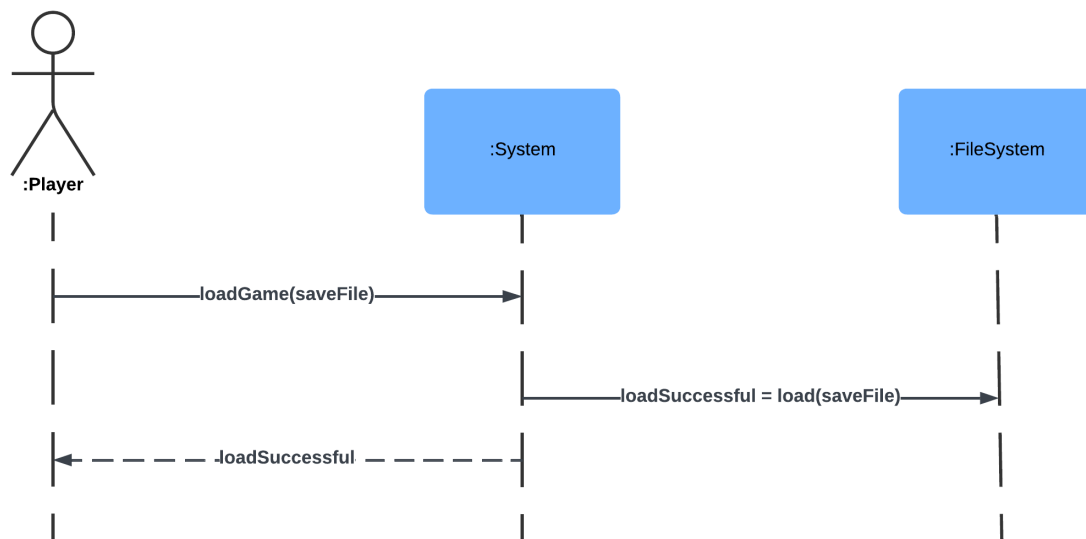 :System
:FileSystem
:Player
loadGame(saveFile)
loadSuccessful = load(saveFile)
loadSuccessful